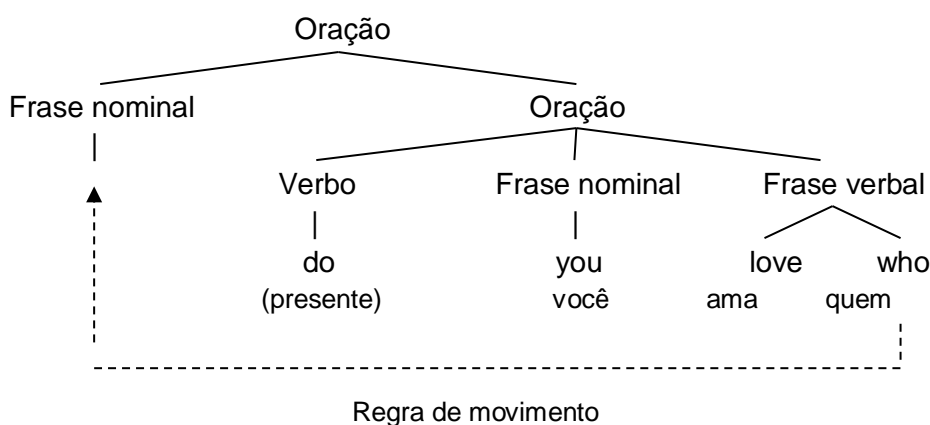 Oração
Frase nominal Oração
Verbo Frase nominal Frase verbal
do you love who
(presente) você ama quem
Regra de movimento